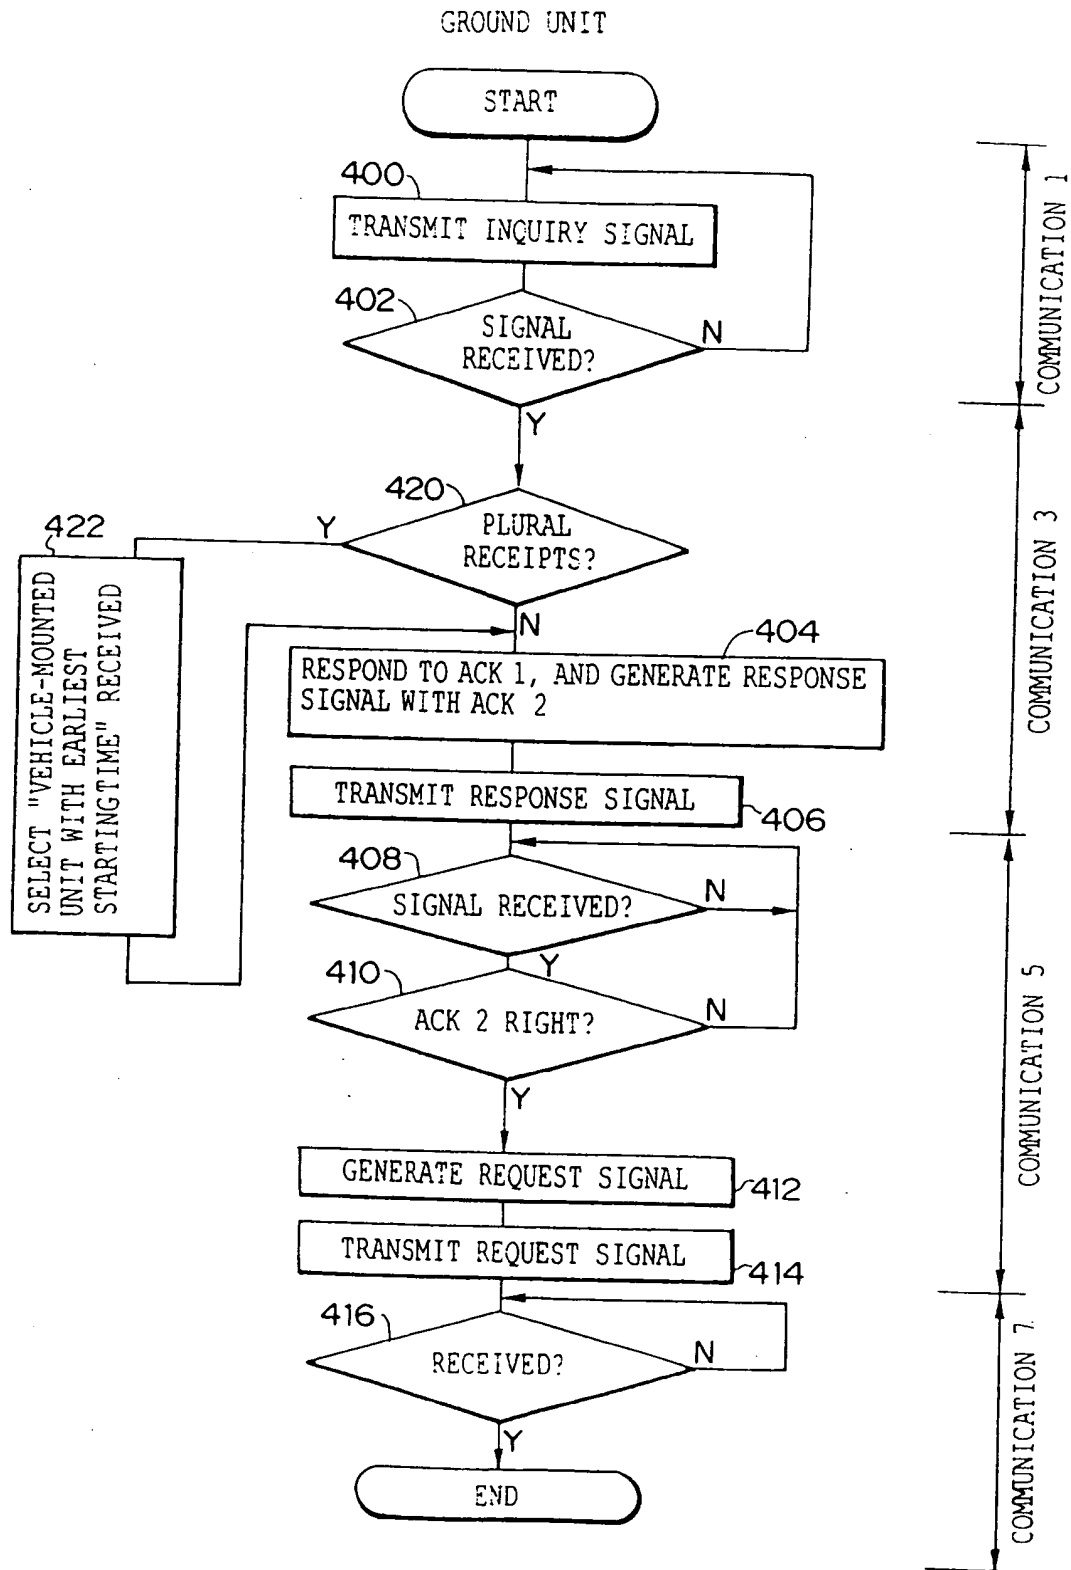 GROUND UNIT
START
400
TRANSMIT INQUIRY SIGNAL
402
SIGNAL
RECEIVED?
N
Y
COMMUNICATION 1
420
PLURAL
RECEIPTS?
Y
N
422
SELECT "VEHICLE-MOUNTED
UNIT WITH EARLIEST
STARTINGTIME" RECEIVED
404
RESPOND TO ACK 1, AND GENERATE RESPONSE
SIGNAL WITH ACK 2
TRANSMIT RESPONSE SIGNAL
406
COMMUNICATION 3
408
SIGNAL RECEIVED?
N
Y
410
ACK 2 RIGHT?
N
Y
GENERATE REQUEST SIGNAL
412
TRANSMIT REQUEST SIGNAL
414
COMMUNICATION 5
416
RECEIVED?
N
Y
END
COMMUNICATION 7